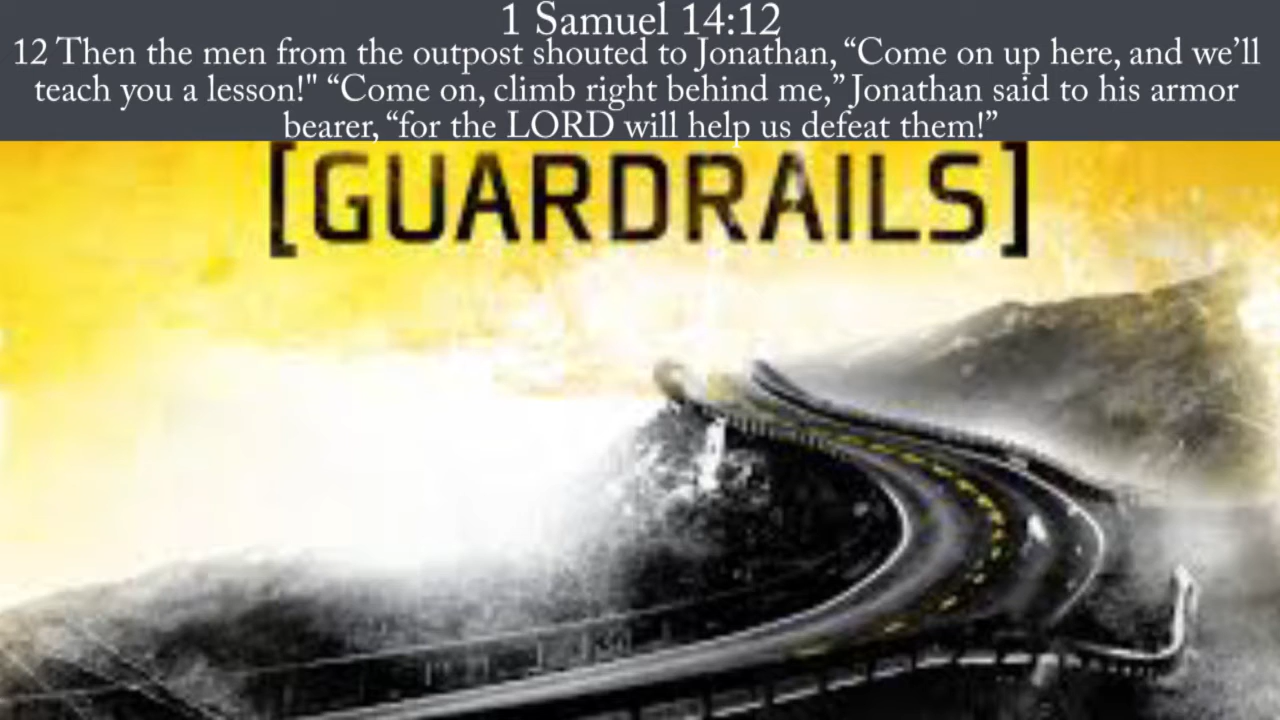 1 Samuel 14:12
12 Then the men from the outpost shouted to Jonathan, “Come on up here, and we’ll
teach you a lesson!" “Come on, climb right behind me,” Jonathan said to his armor
bearer, “for the LORD will help us defeat them!”
[GUARDRAILS]